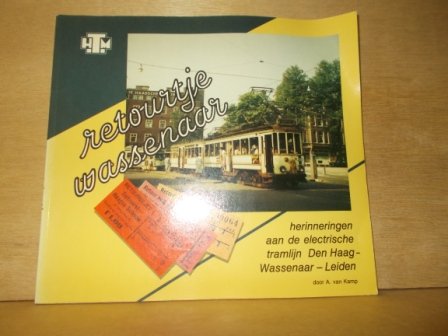 HTM
retourtje
wassenaar
herinneringen
aan de electrische
tramlijn Den Haag-
Wassenaar – Leiden
door A. van Kamp